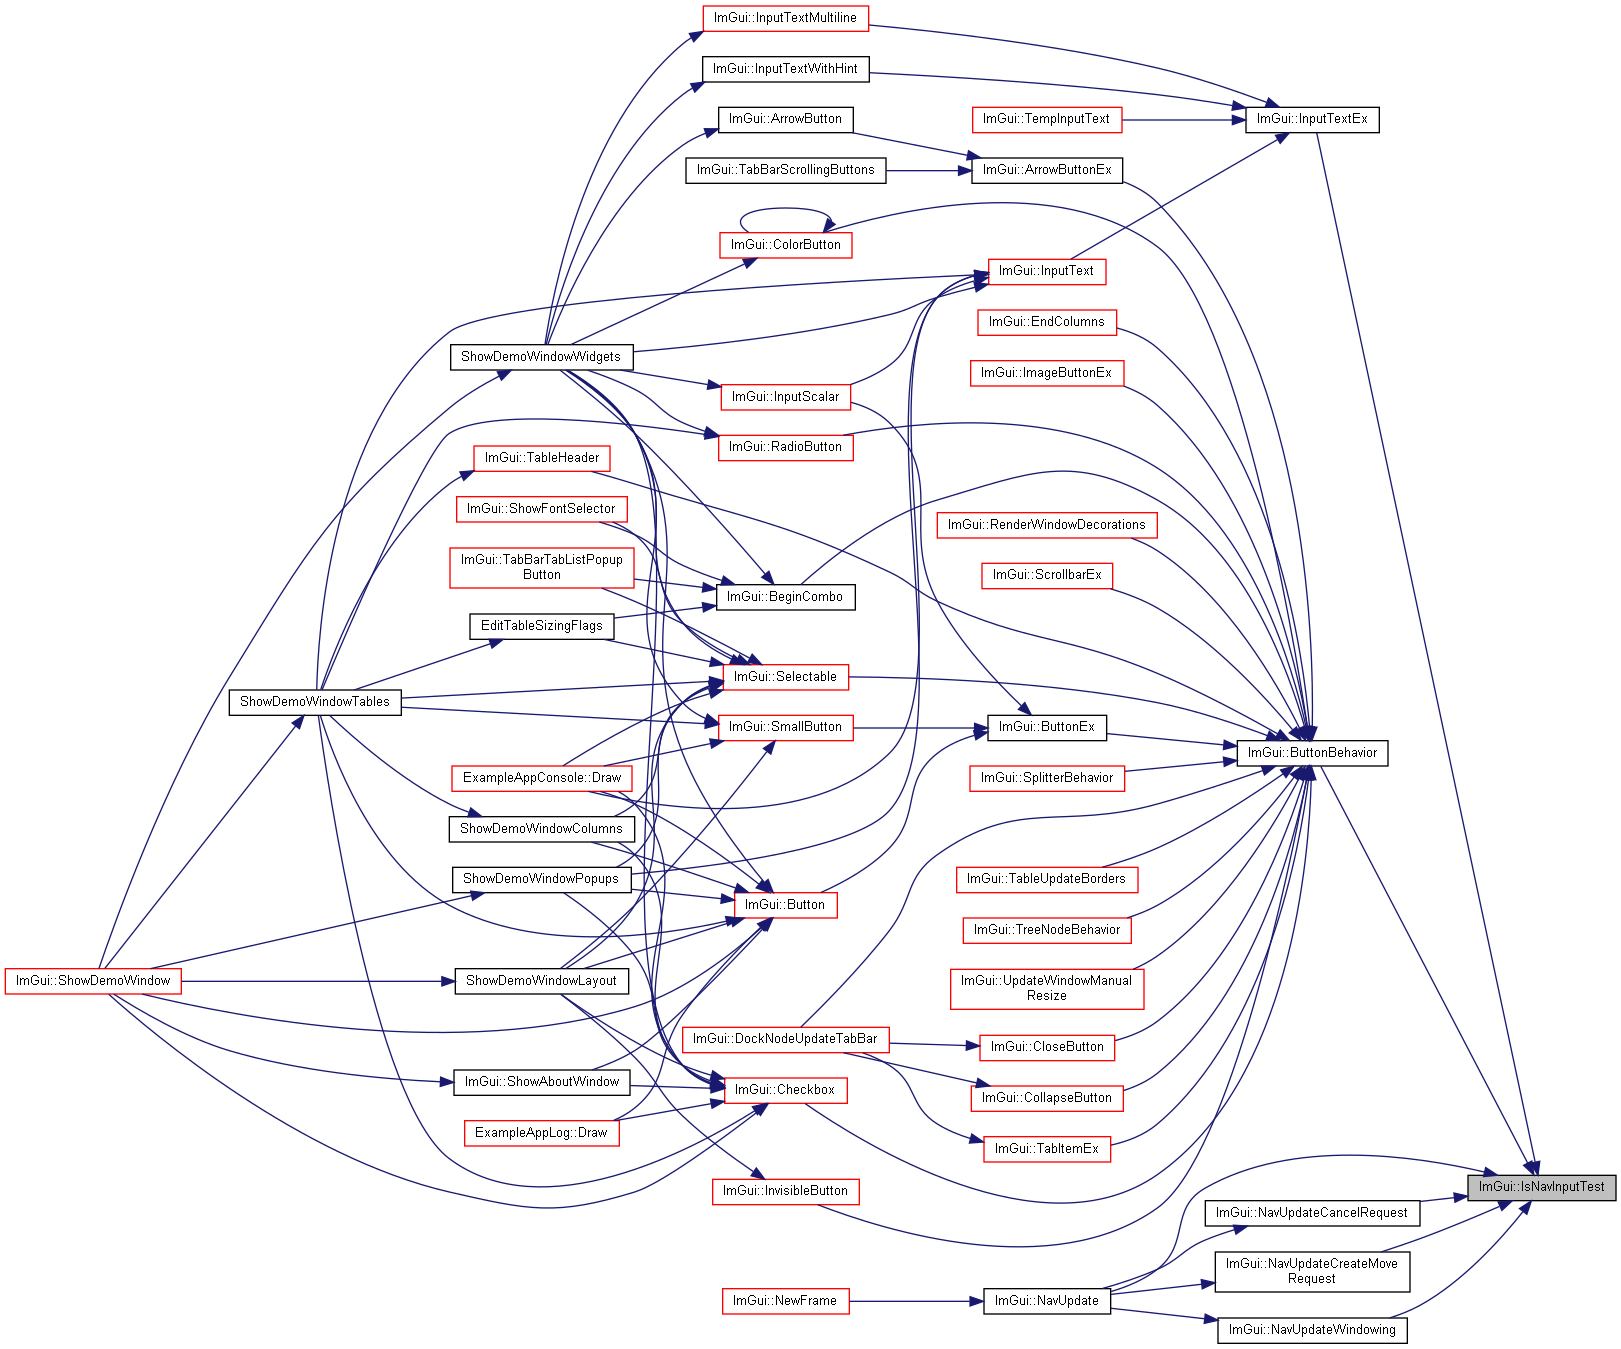 ImGui::InputTextMultiline
ImGui::InputTextWithHint
ImGui::ArrowButton
ImGui::TempInputText
ImGui::InputTextEx
ImGui::TabBarScrollingButtons
ImGui::ArrowButtonEx
ImGui::ColorButton
ImGui::InputText
ImGui::EndColumns
ShowDemoWindowWidgets
ImGui::ImageButtonEx
ImGui::InputScalar
ImGui::RadioButton
ImGui::TableHeader
ImGui::ShowFontSelector
ImGui::RenderWindowDecorations
ImGui::TabBarTabListPopup
Button
ImGui::ScrollbarEx
ImGui::BeginCombo
EditTableSizingFlags
ImGui::Selectable
ShowDemoWindowTables
ImGui::SmallButton
ImGui::ButtonEx
ImGui::ButtonBehavior
ExampleAppConsole::Draw
ImGui::SplitterBehavior
ShowDemoWindowColumns
ShowDemoWindowPopups
ImGui::TableUpdateBorders
ImGui::Button
ImGui::TreeNodeBehavior
ImGui::ShowDemoWindow
ShowDemoWindowLayout
ImGui::UpdateWindowManual
Resize
ImGui::DockNodeUpdateTabBar
ImGui::CloseButton
ImGui::ShowAboutWindow
ImGui::Checkbox
ImGui::CollapseButton
ExampleAppLog::Draw
ImGui::TabItemEx
ImGui::InvisibleButton
ImGui::IsNavInputTest
ImGui::NavUpdateCancelRequest
ImGui::NavUpdateCreateMove
Request
ImGui::NewFrame
ImGui::NavUpdate
ImGui::NavUpdateWindowing